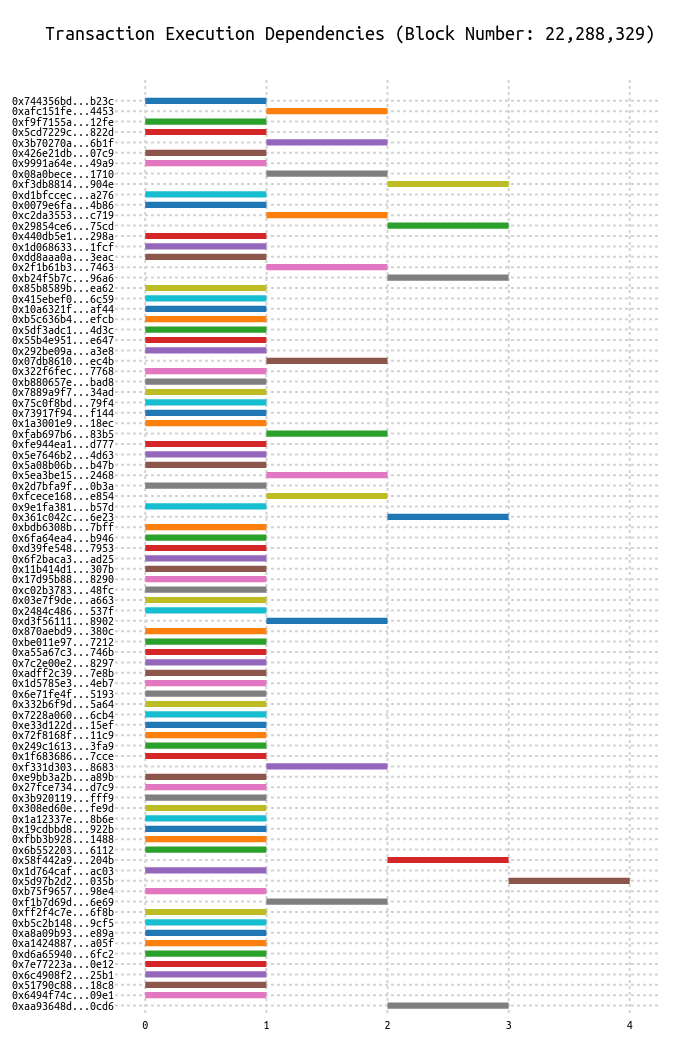 Transaction Execution Dependencies (Block Number: 22,288,329)
0x744356bd...b23c
0xafc151fe...4453
0xf9f7155a...12fe
0x5cd7229c...822d
0x3b70270a...6b1f
0x426e21db...07c9
0x9991a64e...49a9
0x08a0bece...1710
0xf3db8814...904e
0xd1bfccec...a276
0x0079e6fa...4b86
0xc2da3553...c719
0x29854ce6...75cd
0x440db5e1...298a
0x1d068633...1fcf
0xdd8aaa0a...3eac
0x2f1b61b3...7463
0xb24f5b7c...96a6
0x85b8589b...ea62
0x415ebef0...6c59
0x10a6321f...af44
0xb5c636b4...efcb
0x5df3adc1...4d3c
0x55b4e951...e647
0x292be09a...a3e8
0x07db8610...ec4b
0x322f6fec...7768
0xb880657e...bad8
0x7889a9f7...34ad
0x75c0f8bd...79f4
0x73917f94...f144
0x1a3001e9...18ec
0xfab697b6...83b5
0xfe944ea1...d777
0x5e7646b2...4d63
0x5a08b06b...b47b
0x5ea3be15...2468
0x2d7bfa9f...0b3a
0xfcece168...e854
0x9e1fa381...b57d
0x361c042c...6e23
0xbdb6308b...7bff
0x6fa64ea4...b946
0xd39fe548...7953
0x6f2baca3...ad25
0x11b414d1...307b
0x17d95b88...8290
0xc02b3783...48fc
0x03e7f9de...a663
0x2484c486...537f
0xd3f56111...8902
0x870aebd9...380c
0xbe011e97...7212
0xa55a67c3...746b
0x7c2e00e2...8297
0xadff2c39...7e8b
0x1d5785e3...4eb7
0x6e71fe4f...5193
0x332b6f9d...5a64
0x7228a060...6cb4
0xe33d122d...15ef
0x72f8168f...11c9
0x249c1613...3fa9
0x1f683686...7cce
0xf331d303...8683
0xe9bb3a2b...a89b
0x27fce734...d7c9
0x3b920119...fff9
0x308ed60e...fe9d
0x1a12337e...8b6e
0x19cdbbd8...922b
0xfbb3b928...1488
0x6b552203...6112
0x58f442a9...204b
0x1d764caf...ac03
0x5d97b2d2...035b
0xb75f9657...98e4
0xf1b7d69d...6e69
0xff2f4c7e...6f8b
0xb5c2b148...9cf5
0xa8a09b93...e89a
0xa1424887...a05f
0xd6a65940...6fc2
0x7e77223a...0e12
0x6c4908f2...25b1
0x51790c88...18c8
0x6494f74c...09e1
0xaa93648d...0cd6
0 1 2 3 4